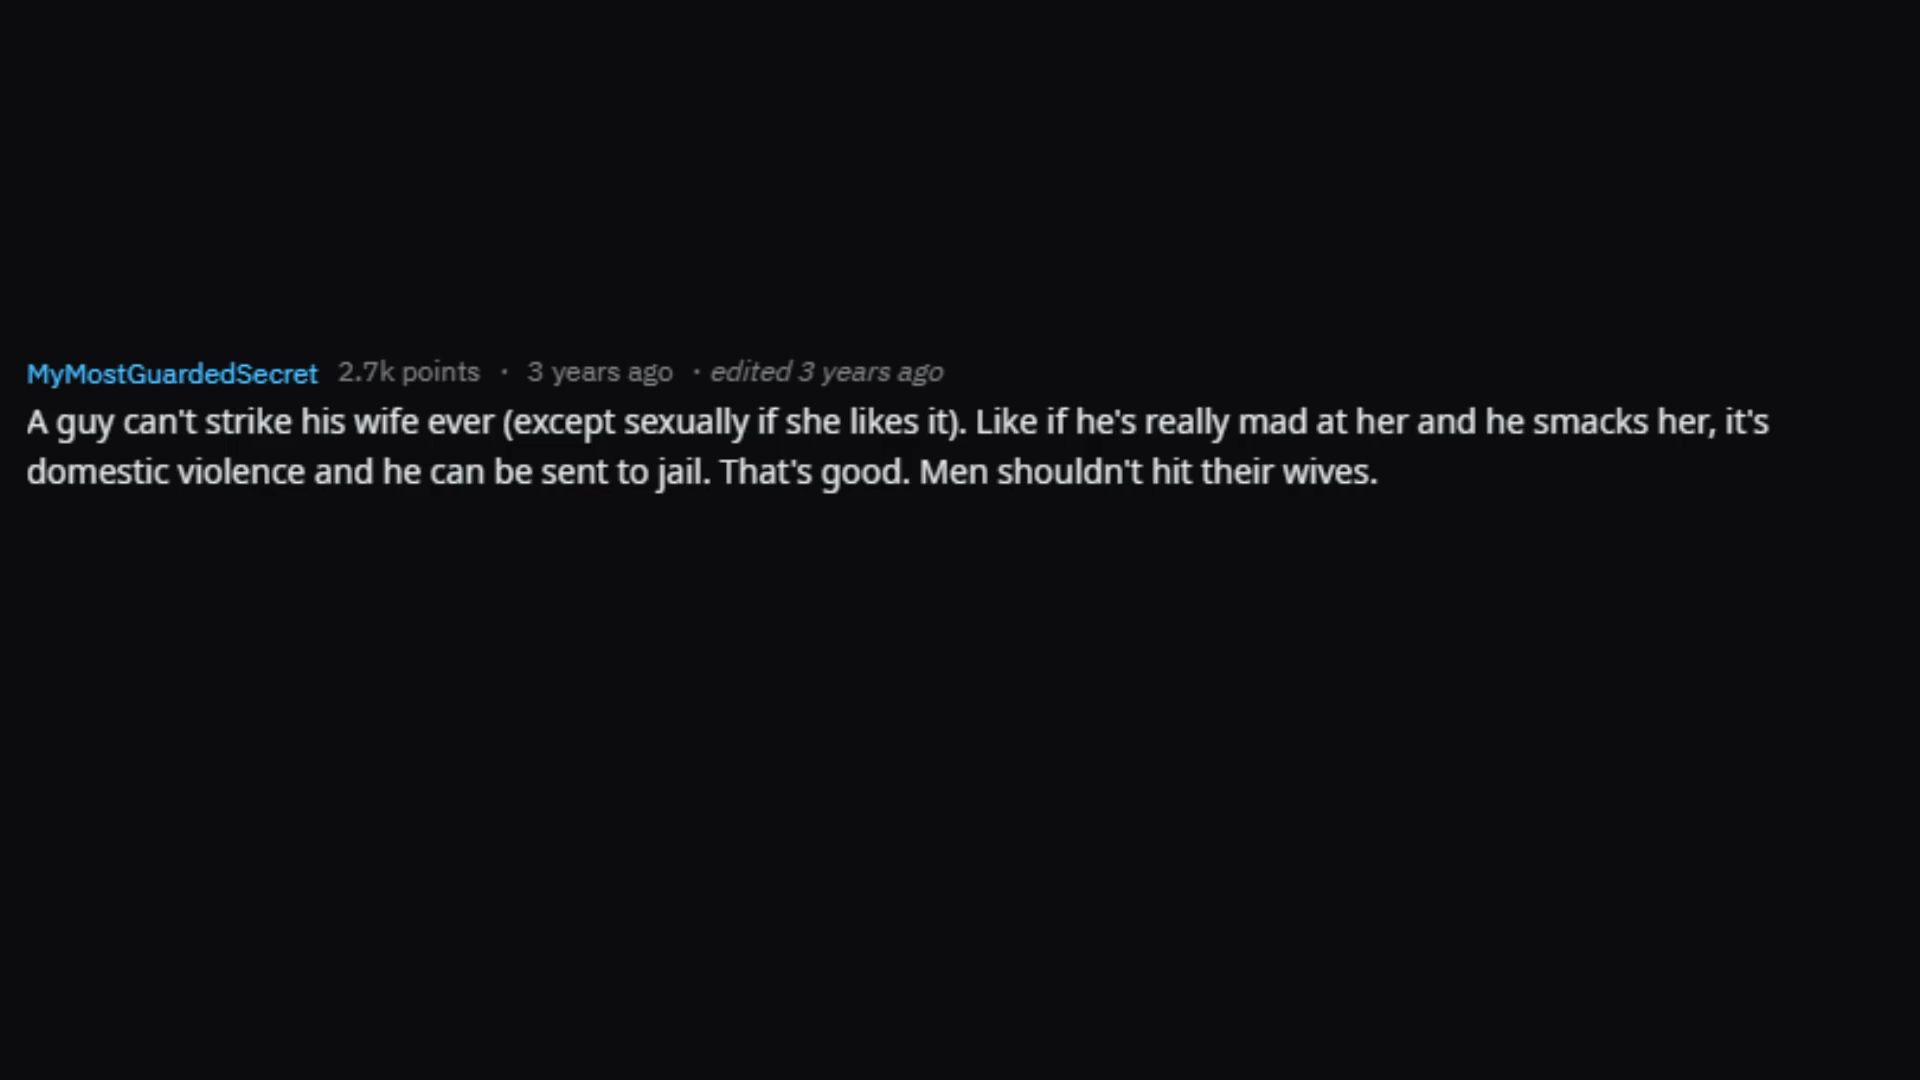 MyMostGuardedSecret 2.7k points · 3 years ago · edited 3 years ago
A guy can't strike his wife ever (except sexually if she likes it). Like if he's really mad at her and he smacks her, it's
domestic violence and he can be sent to jail. That's good. Men shouldn't hit their wives.